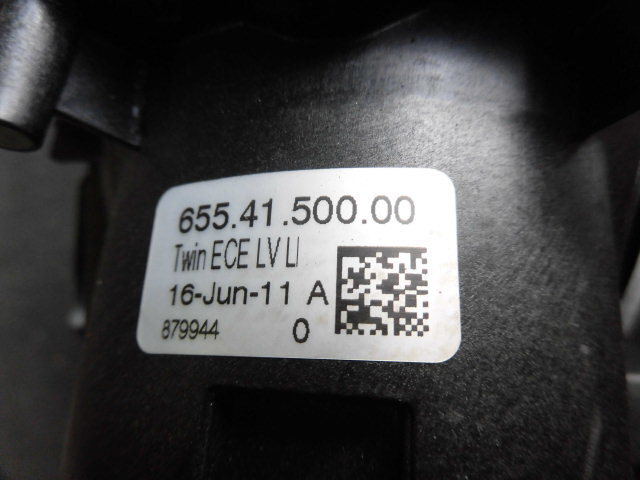 655.41.500.00
Twin ECE LV LI
16-Jun-11 A
879944 0